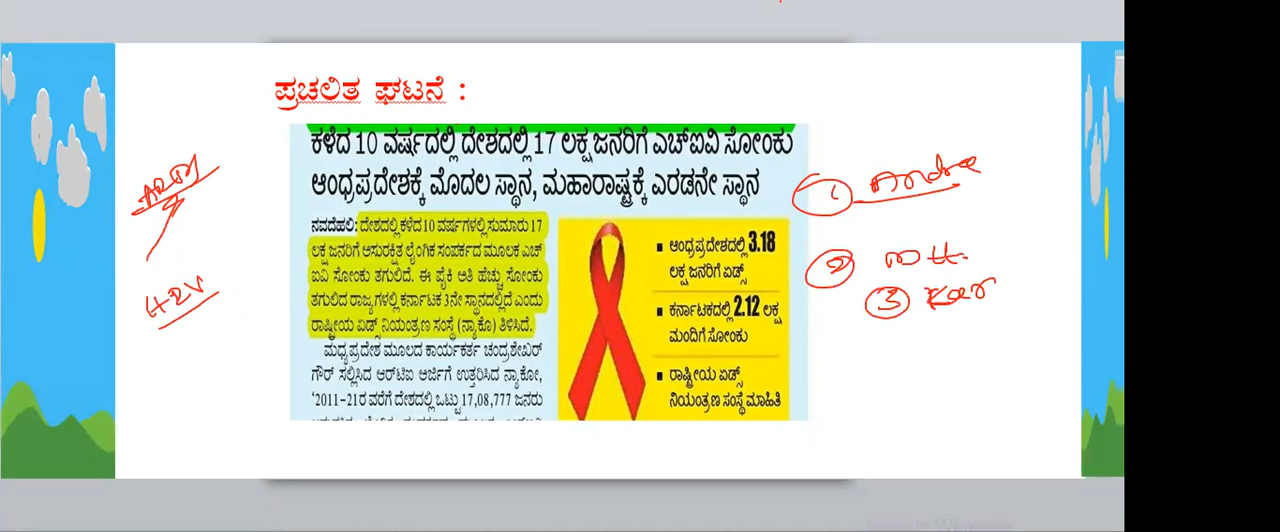 ಪ್ರಚಲಿತ ಘಟನೆ :
ಕಳೆದ 10 ವರ್ಷದಲ್ಲಿ ದೇಶದಲ್ಲಿ 17 ಲಕ್ಷ ಜನರಿಗೆ ಎಚ್‌ಐವಿ ಸೋಂಕು
ಆಂಧ್ರಪ್ರದೇಶಕ್ಕೆ ಮೊದಲ ಸ್ಥಾನ, ಮಹಾರಾಷ್ಟ್ರಕ್ಕೆ ಎರಡನೇ ಸ್ಥಾನ
ನವದೆಹಲಿ: ದೇಶದಲ್ಲಿ ಕಳೆದ 10 ವರ್ಷಗಳಲ್ಲಿ ಸುಮಾರು 17
ಲಕ್ಷ ಜನರಿಗೆ ಅಸುರಕ್ಷಿತ ಲೈಂಗಿಕ ಸಂಪರ್ಕದ ಮೂಲಕ ಎಚ್
ಐವಿ ಸೋಂಕು ತಗುಲಿದೆ. ಈ ಪೈಕಿ ಅತಿ ಹೆಚ್ಚು ಸೋಂಕು
ತಗುಲಿದ ರಾಜ್ಯಗಳಲ್ಲಿ ಕರ್ನಾಟಕ 3ನೇ ಸ್ಥಾನದಲ್ಲಿದೆ ಎಂದು
ರಾಷ್ಟ್ರೀಯ ಏಡ್ಸ್ ನಿಯಂತ್ರಣ ಸಂಸ್ಥೆ (ನ್ಯಾಕೊ) ತಿಳಿಸಿದೆ.
ಮಧ್ಯಪ್ರದೇಶ ಮೂಲದ ಕಾರ್ಯಕರ್ತ ಚಂದ್ರಶೇಖರ್
ಗೌರ್ ಸಲ್ಲಿಸಿದ ಆರ್‌ಟಿಐ ಅರ್ಜಿಗೆ ಉತ್ತರಿಸಿದ ನ್ಯಾಕೋ,
'2011-21ರ ವರೆಗೆ ದೇಶದಲ್ಲಿ ಒಟ್ಟು 17,08,777 ಜನರು
▪ ಆಂಧ್ರಪ್ರದೇಶದಲ್ಲಿ 3.18
ಲಕ್ಷ ಜನರಿಗೆ ಏಡ್ಸ್
▪ ಕರ್ನಾಟಕದಲ್ಲಿ 2.12 ಲಕ್ಷ
ಮಂದಿಗೆ ಸೋಂಕು
▪ ರಾಷ್ಟ್ರೀಯ ಏಡ್ಸ್
ನಿಯಂತ್ರಣ ಸಂಸ್ಥೆ ಮಾಹಿತಿ
1
2
3